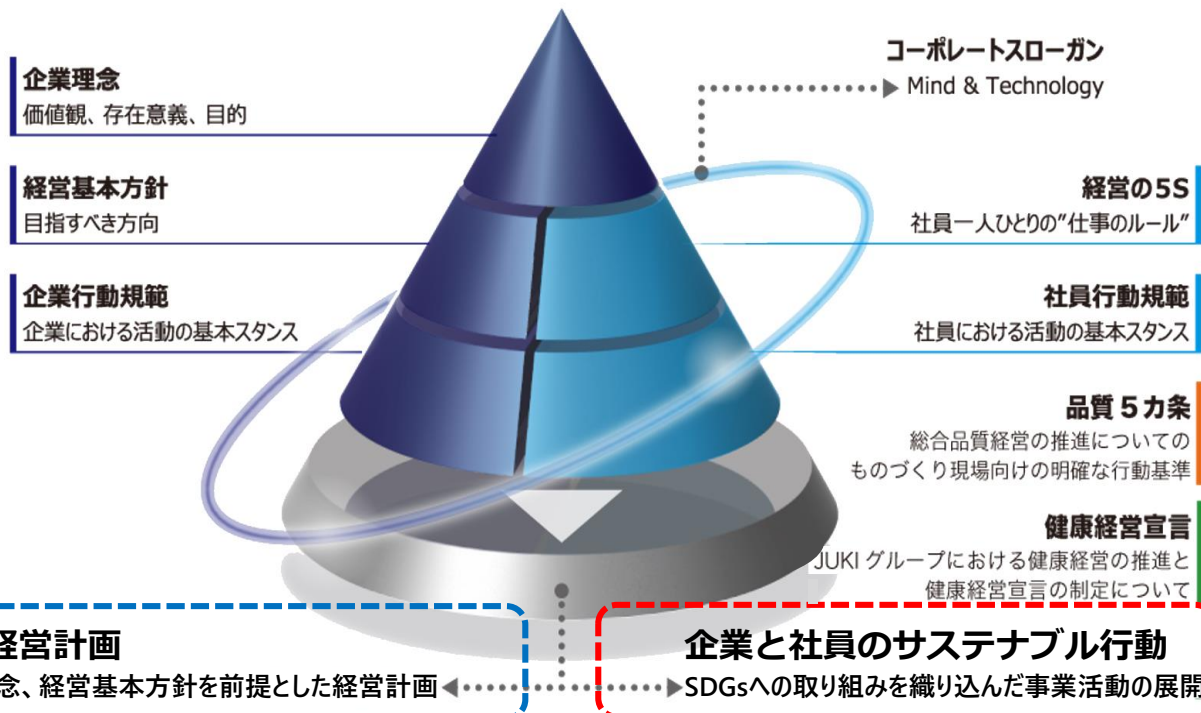 コーポレートスローガン
Mind & Technology
企業理念
価値観、存在意義、目的
経営基本方針
目指すべき方向
企業行動規範
企業における活動の基本スタンス
経営の5S
社員一人ひとりの”仕事のルール”
社員行動規範
社員における活動の基本スタンス
品質５カ条
総合品質経営の推進についての
ものづくり現場向けの明確な行動基準
健康経営宣言
JUKIグループにおける健康経営の推進と
健康経営宣言の制定について
経営計画
念、経営基本方針を前提とした経営計画
企業と社員のサステナブル行動
SDGsへの取り組みを織り込んだ事業活動の展開